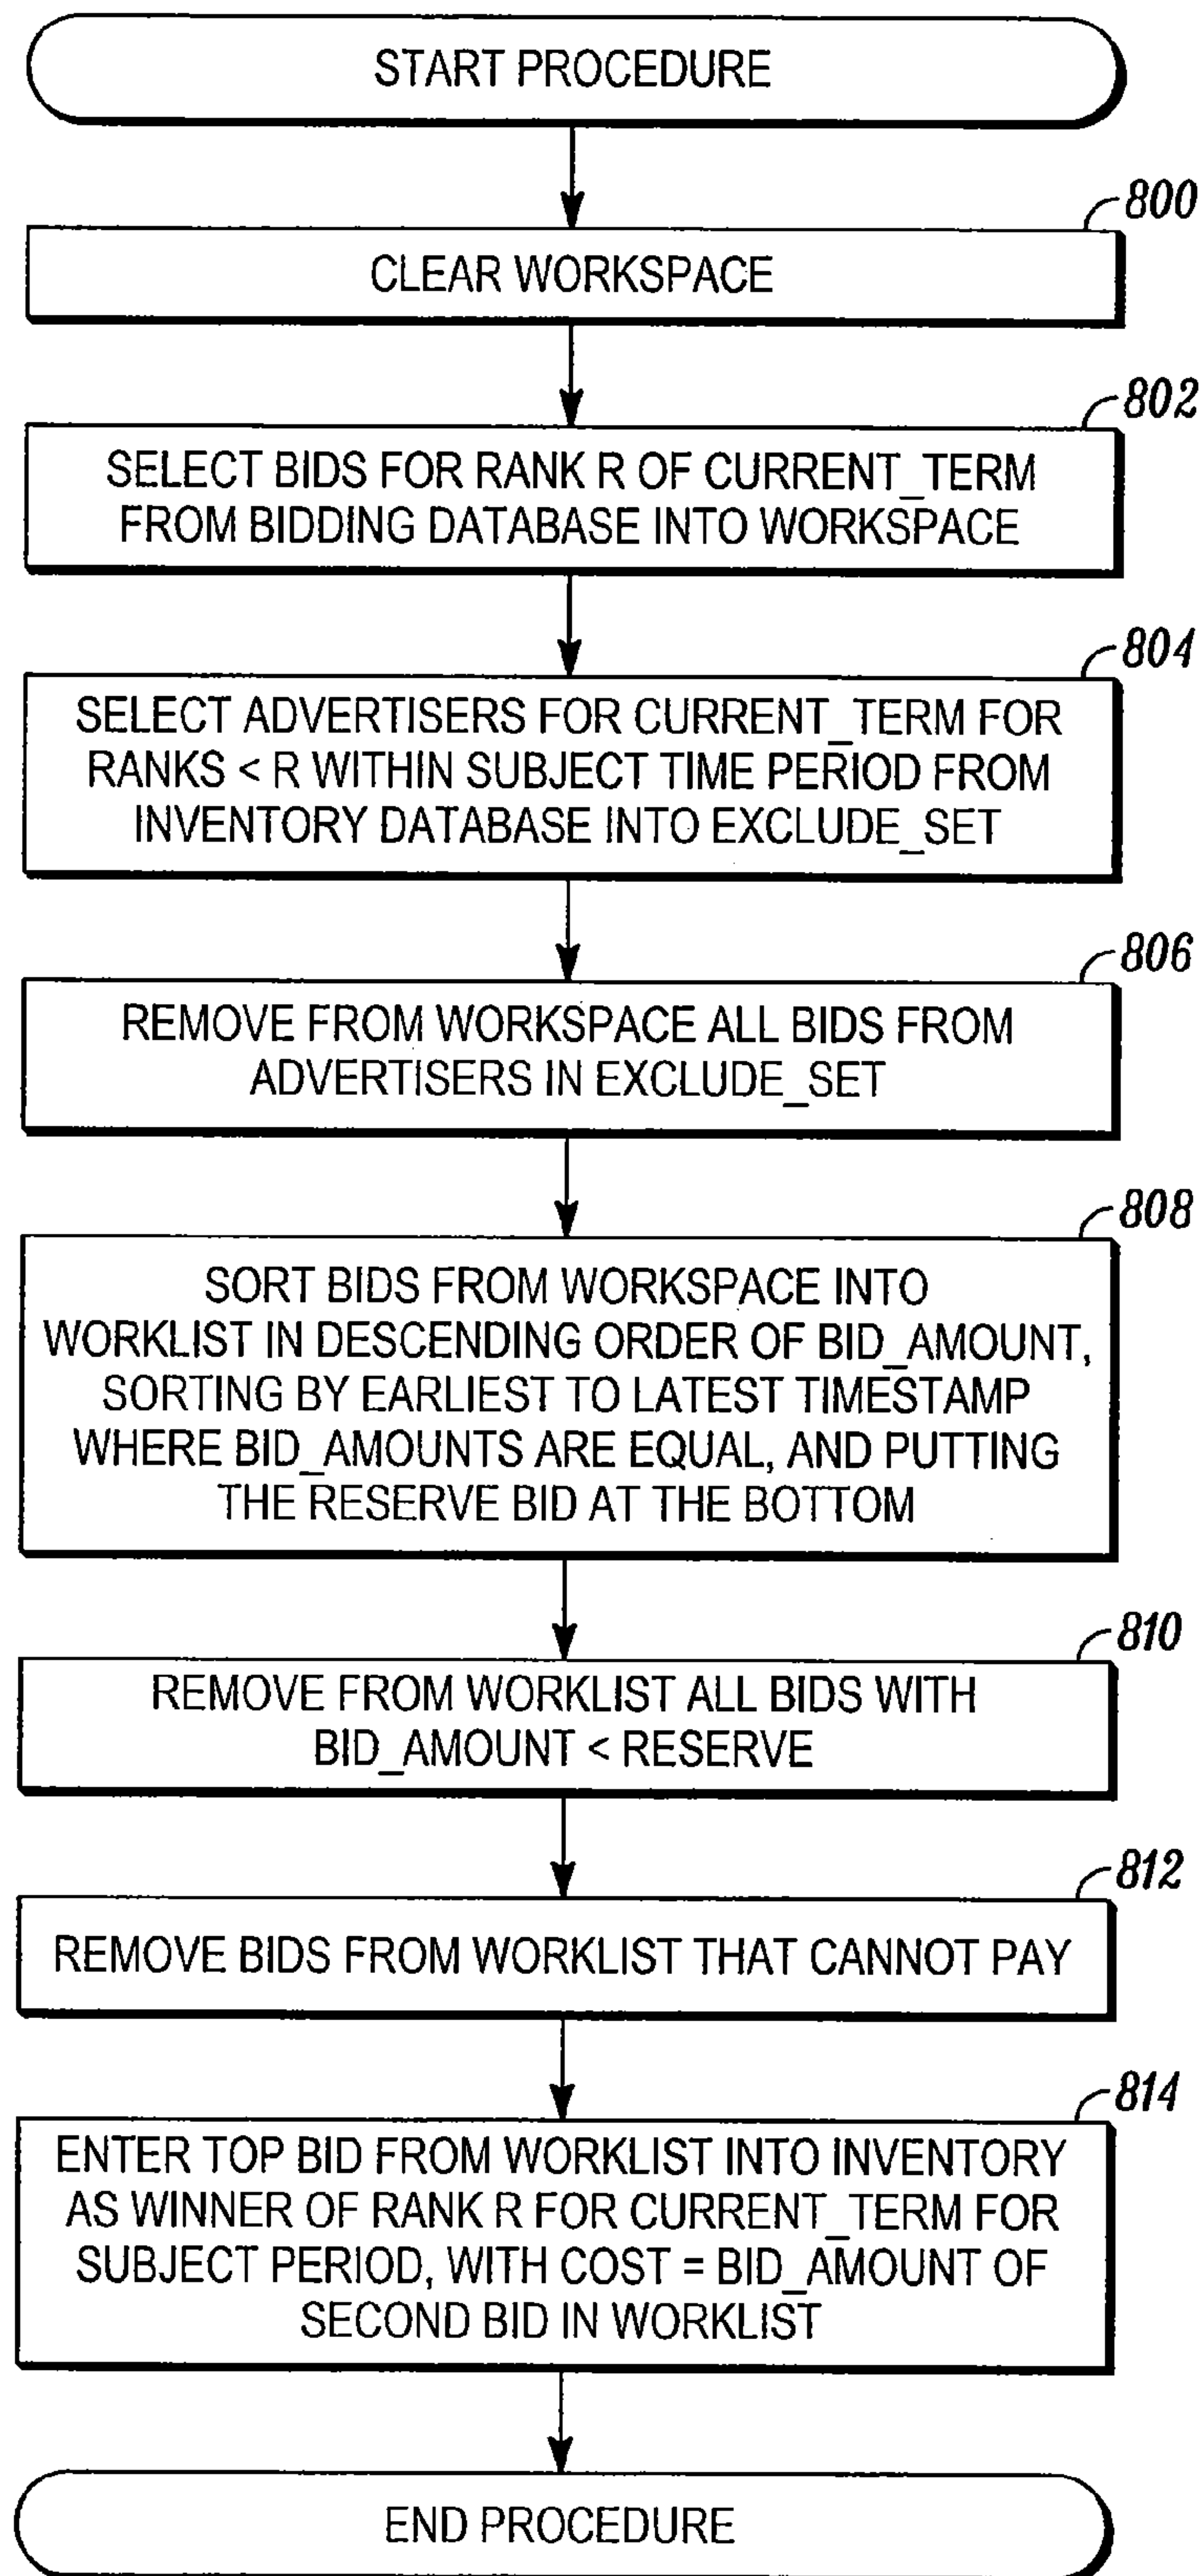 START PROCEDURE
800
CLEAR WORKSPACE
802
SELECT BIDS FOR RANK R OF CURRENT_TERM
FROM BIDDING DATABASE INTO WORKSPACE
804
SELECT ADVERTISERS FOR CURRENT_TERM FOR
RANKS < R WITHIN SUBJECT TIME PERIOD FROM
INVENTORY DATABASE INTO EXCLUDE_SET
806
REMOVE FROM WORKSPACE ALL BIDS FROM
ADVERTISERS IN EXCLUDE_SET
808
SORT BIDS FROM WORKSPACE INTO
WORKLIST IN DESCENDING ORDER OF BID_AMOUNT,
SORTING BY EARLIEST TO LATEST TIMESTAMP
WHERE BID_AMOUNTS ARE EQUAL, AND PUTTING
THE RESERVE BID AT THE BOTTOM
810
REMOVE FROM WORKLIST ALL BIDS WITH
BID_AMOUNT < RESERVE
812
REMOVE BIDS FROM WORKLIST THAT CANNOT PAY
814
ENTER TOP BID FROM WORKLIST INTO INVENTORY
AS WINNER OF RANK R FOR CURRENT_TERM FOR
SUBJECT PERIOD, WITH COST = BID_AMOUNT OF
SECOND BID IN WORKLIST
END PROCEDURE